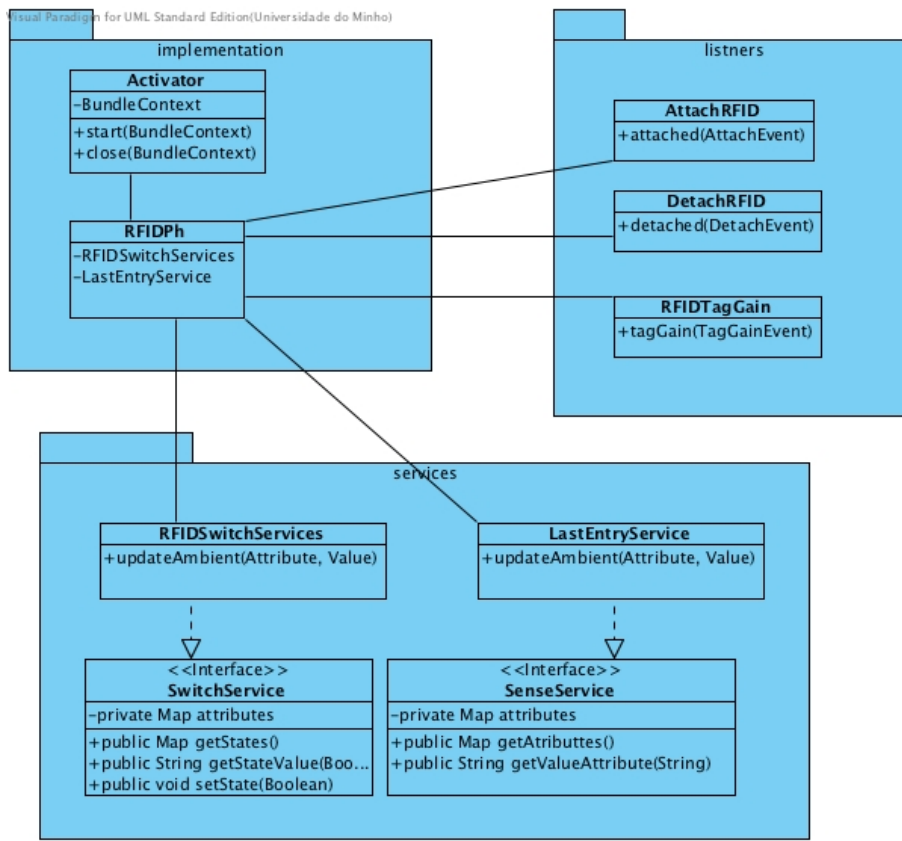 Visual Paradigm for UML Standard Edition(Universidade do Minho)
implementation
Activator
-BundleContext
+start(BundleContext)
+close(BundleContext)
RFIDPh
-RFIDSwitchServices
-LastEntryService
listners
AttachRFID
+attached(AttachEvent)
DetachRFID
+detached(DetachEvent)
RFIDTagGain
+tagGain(TagGainEvent)
services
RFIDSwitchServices
+updateAmbient(Attribute, Value)
LastEntryService
+updateAmbient(Attribute, Value)
<<Interface>>
SwitchService
-private Map attributes
+public Map getStates()
+public String getStateValue(Boo...
+public void setState(Boolean)
<<Interface>>
SenseService
-private Map attributes
+public Map getAtributtes()
+public String getValueAttribute(String)